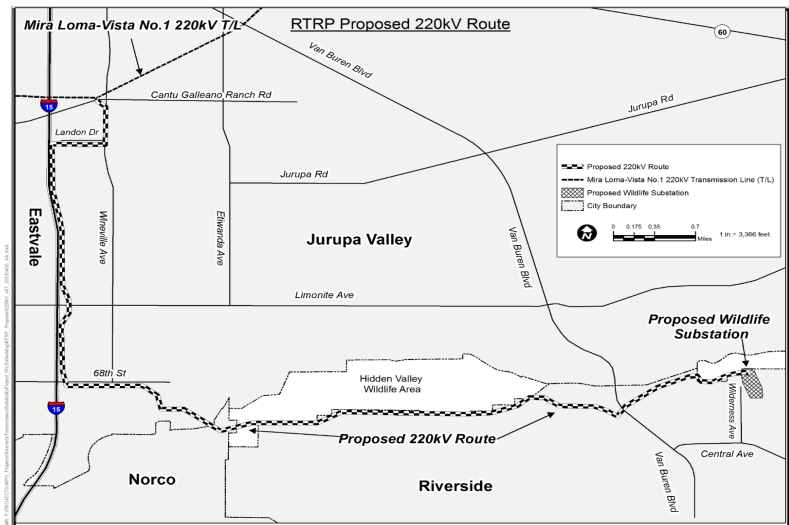 RTRP Proposed 220kV Route
Mira Loma-Vista No.1 220kV T/L
Van Buren Blvd
60
15
Cantu Galleano Ranch Rd
Jurupa Rd
Landon Dr
Proposed 220kV Route
Mira Loma-Vista No.1 220kV Transmission Line (T/L)
Proposed Wildlife Substation
City Boundary
0 0.175 0.35 0.7
Miles
1 in = 3,366 feet
Jurupa Rd
Eastvale
Wineville Ave
Etiwanda Ave
Jurupa Valley
Van Buren Blvd
Limonite Ave
Proposed Wildlife
Substation
68th St
Hidden Valley
Wildlife Area
15
Wilderness Ave
Proposed 220kV Route
Central Ave
Norco
Riverside
Van Buren Blvd